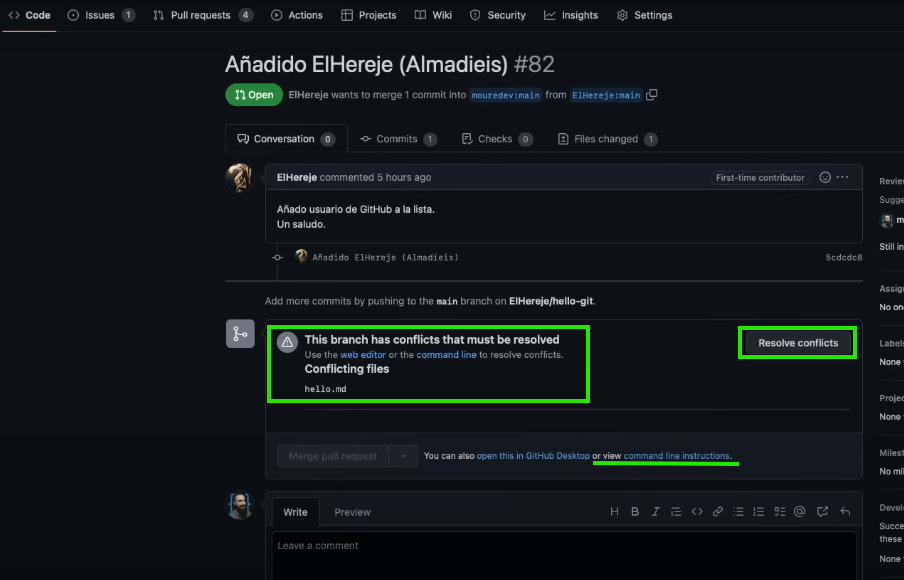 Code Issues 1 Pull requests 4 Actions Projects Wiki Security Insights Settings
Añadido ElHereje (Almadieis) #82
Open ElHereje wants to merge 1 commit into mouredev:main from ElHereje:main
Conversation 0 Commits 1 Checks 0 Files changed 1
ElHereje commented 5 hours ago First-time contributor ...
Añado usuario de GitHub a la lista.
Un saludo.
Añadido ElHereje (Almadieis) 5cdcdc8
Add more commits by pushing to the main branch on ElHereje/hello-git.
This branch has conflicts that must be resolved
Use the web editor or the command line to resolve conflicts.
Conflicting files
hello.md
Resolve conflicts
Merge pull request You can also open this in GitHub Desktop or view command line instructions.
Write Preview
Leave a comment
Review
Sugge
m
Still in
Assign
No one
Labels
None
Projec
None
Milest
No mil
Develo
Succe
these
None